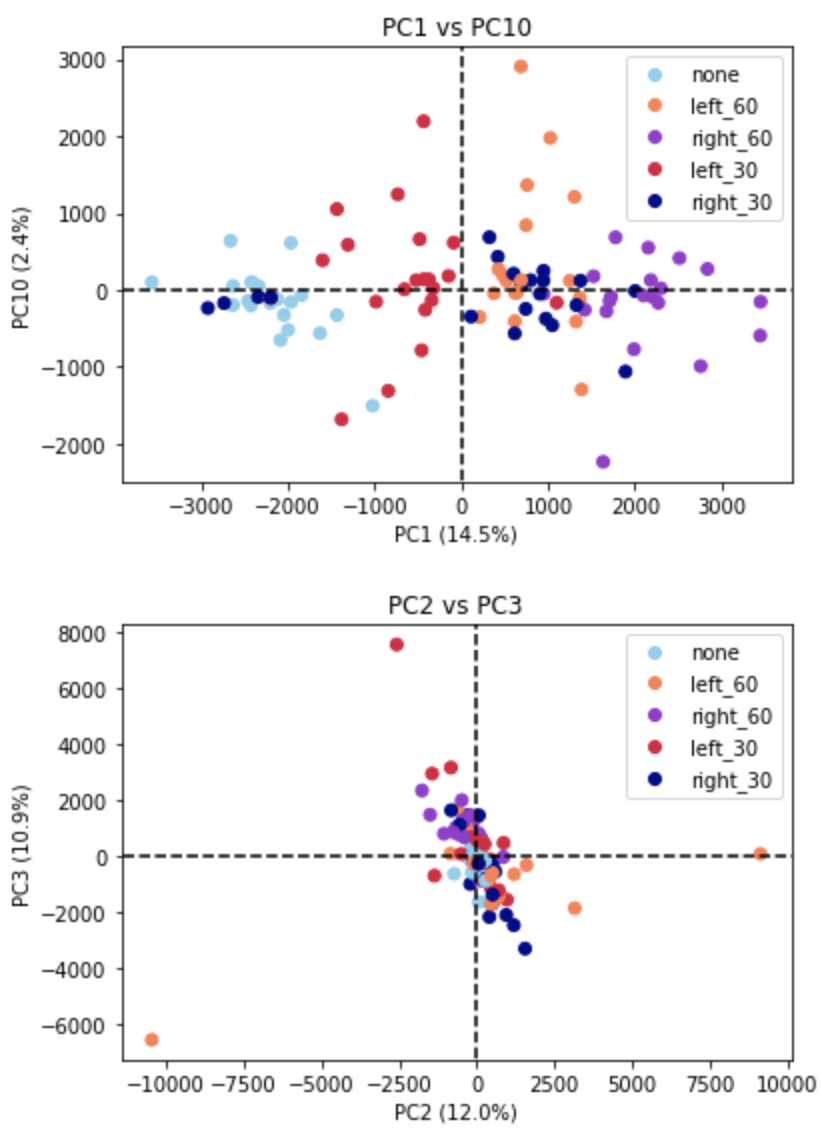 PC1 vs PC10
3000
2000
1000
0
−1000
−2000
PC10 (2.4%)
none
left_60
right_60
left_30
right_30
−3000 −2000 −1000 0 1000 2000 3000
PC1 (14.5%)
PC2 vs PC3
8000
6000
4000
2000
0
−2000
−4000
−6000
PC3 (10.9%)
none
left_60
right_60
left_30
right_30
−10000 −7500 −5000 −2500 0 2500 5000 7500 10000
PC2 (12.0%)